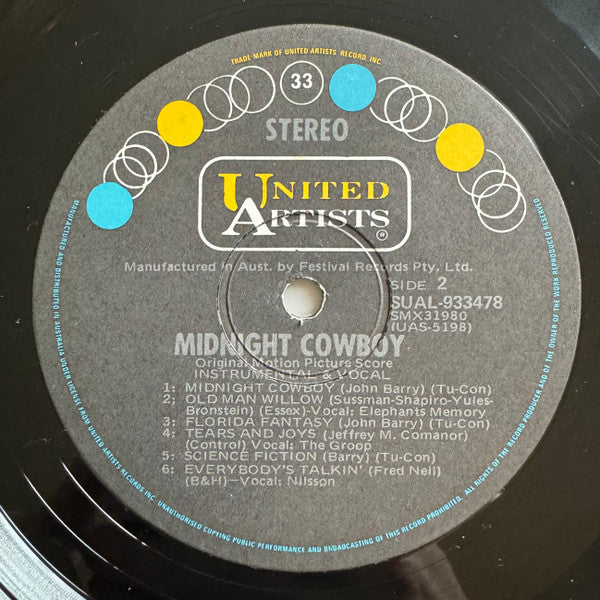 TRADE-MARK OF UNITED ARTISTS RECORD, INC
33
STEREO
UNITED
ARTISTS
®
Manufactured in Aust. by Festival Records Pty. Ltd.
SIDE 2
SUAL-933478
SMX31980
(UAS-5198)
MIDNIGHT COWBOY
Original Motion Picture Score
INSTRUMENTAL & VOCAL
1: MIDNIGHT COWBOY (John Barry) (Tu-Con)
2; OLD MAN WILLOW (Sussman-Shapiro-Yules-
Bronstein) (Essex)-Vocal: Elephants Memory
3: FLORIDA FANTASY (John Barry) (Tu-Con)
4: TEARS AND JOYS (Jeffrey M. Comanor)
(Control) Vocal: The Groop
5: SCIENCE FICTION (Barry) (Tu-Con)
6: EVERYBODY'S TALKIN' (Fred Neil)
(B&H)—Vocal: Nilsson
MANUFACTURED AND DISTRIBUTED IN AUSTRALIA UNDER LICENSE FROM UNITED ARTISTS RECORDS INC. UNAUTHORISED COPYING PUBLIC PERFORMANCE AND BROADCASTING OF THIS RECORD PROHIBITED. ALL RIGHTS OF THE RECORD PRODUCER AND OF THE OWNER OF THE WORK REPRODUCED RESERVED